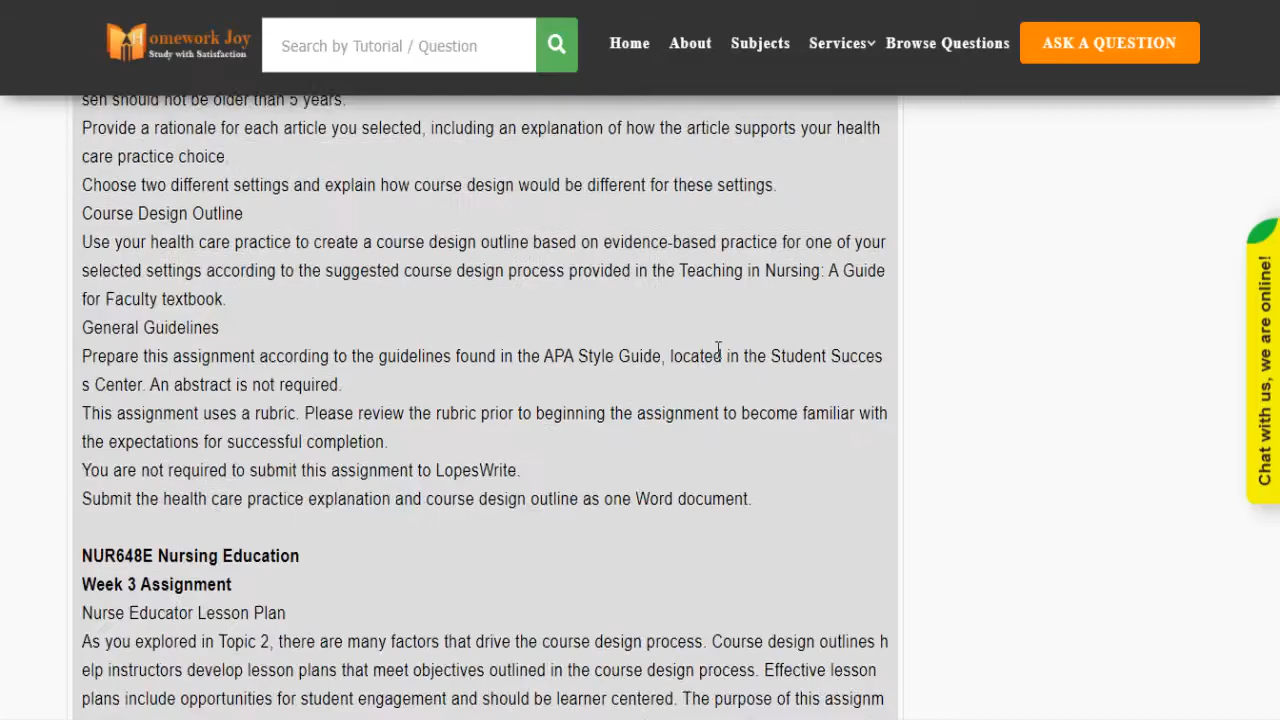 omework Joy
Study with Satisfaction
Search by Tutorial / Question
Home About Subjects Services Browse Questions ASK A QUESTION
sen should not be older than 5 years.
Provide a rationale for each article you selected, including an explanation of how the article supports your health
care practice choice.
Choose two different settings and explain how course design would be different for these settings.
Course Design Outline
Use your health care practice to create a course design outline based on evidence-based practice for one of your
selected settings according to the suggested course design process provided in the Teaching in Nursing: A Guide
for Faculty textbook.
General Guidelines
Prepare this assignment according to the guidelines found in the APA Style Guide, located in the Student Succes
s Center. An abstract is not required.
This assignment uses a rubric. Please review the rubric prior to beginning the assignment to become familiar with
the expectations for successful completion.
You are not required to submit this assignment to LopesWrite.
Submit the health care practice explanation and course design outline as one Word document.
NUR648E Nursing Education
Week 3 Assignment
Nurse Educator Lesson Plan
As you explored in Topic 2, there are many factors that drive the course design process. Course design outlines h
elp instructors develop lesson plans that meet objectives outlined in the course design process. Effective lesson
plans include opportunities for student engagement and should be learner centered. The purpose of this assignm
Chat with us, we are online!